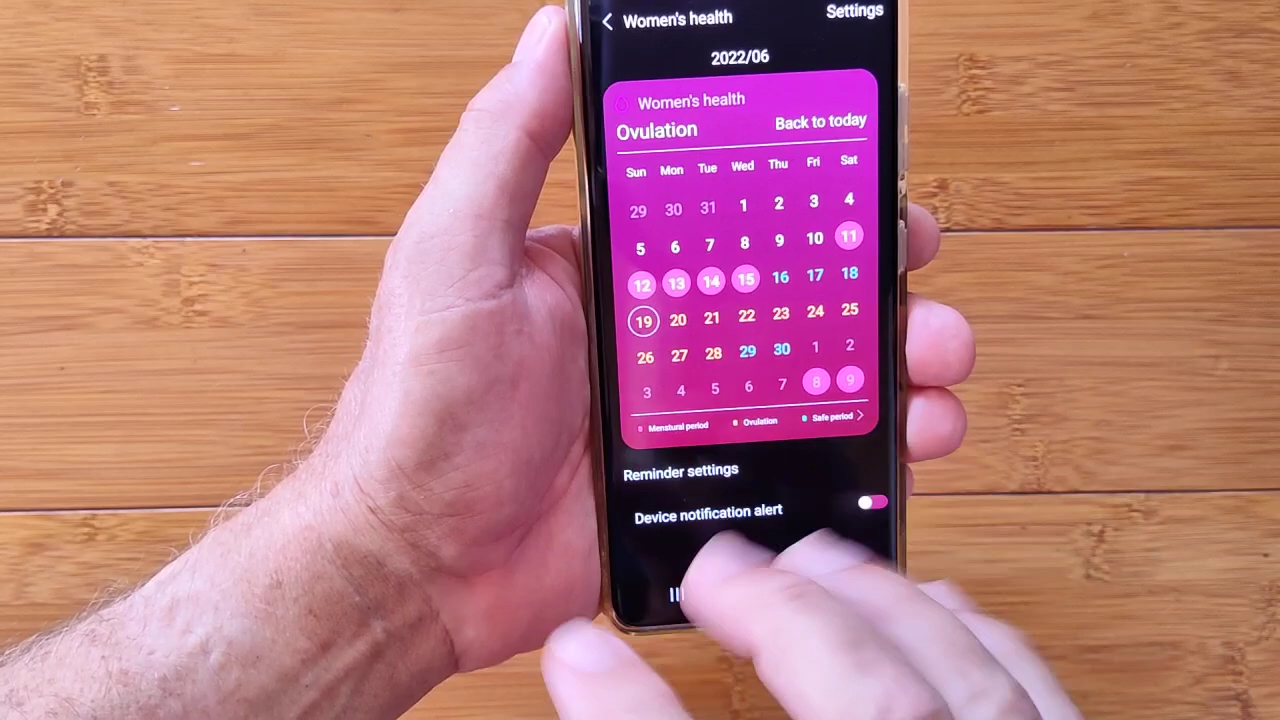 Women's health Settings
2022/06
Women's health
Ovulation Back to today
Sun Mon Tue Wed Thu Fri Sat
29 30 31 1 2 3 4
5 6 7 8 9 10 11
12 13 14 15 16 17 18
19 20 21 22 23 24 25
26 27 28 29 30 1 2
3 4 5 6 7 8 9
Menstural period Ovulation Safe period
Reminder settings
Device notification alert